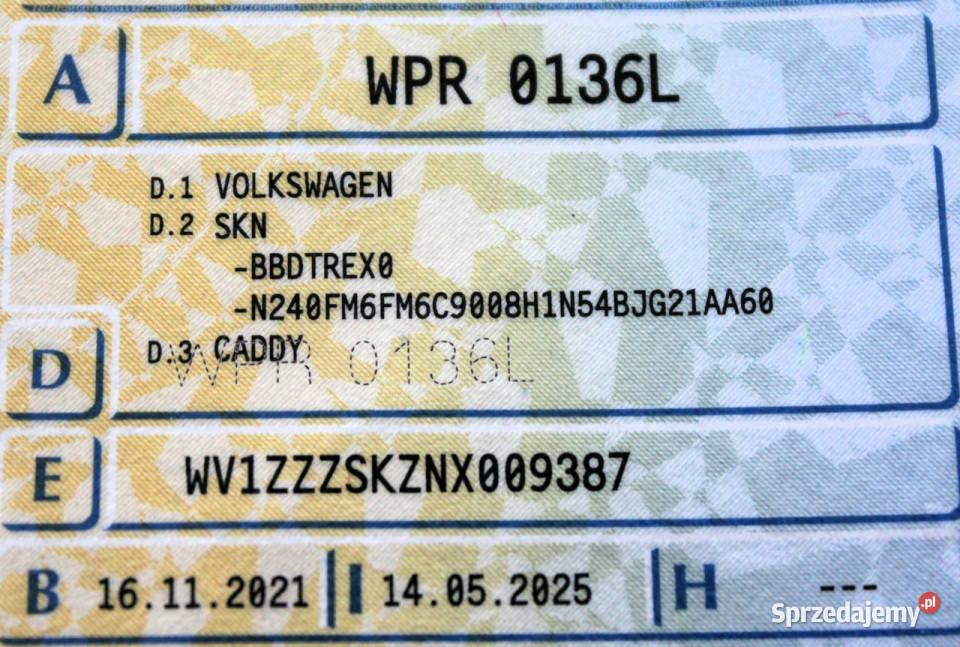 A WPR 0136L
D.1 VOLKSWAGEN
D.2 SKN
-BBDTREX0
-N240FM6FM6C9008H1N54BJG21AA60
D D.3 CADDY
WPR 0136L
E WV1ZZZSKZNX009387
B 16.11.2021 I 14.05.2025 H ---
Sprzedajemy.pl